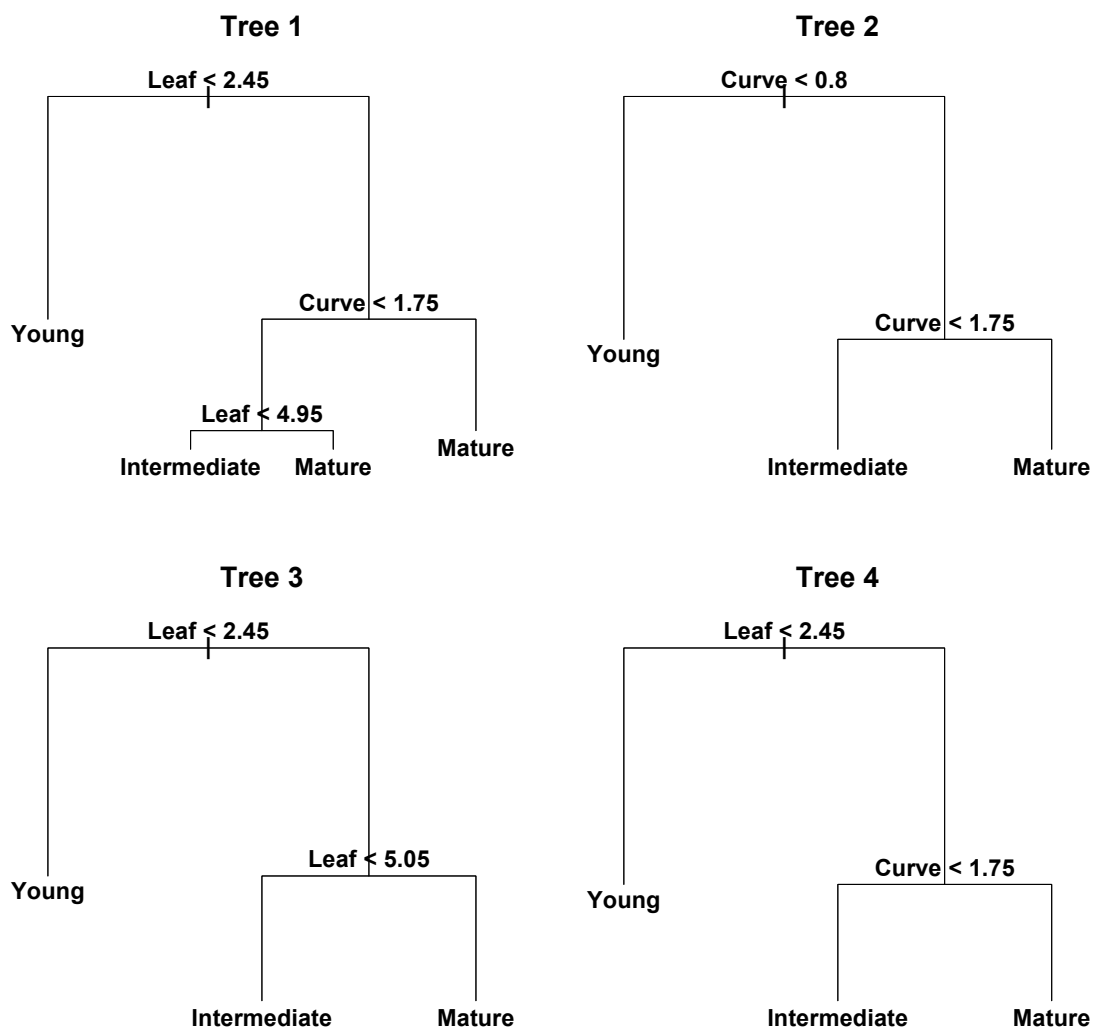 Tree 1
Leaf < 2.45
Young
Curve < 1.75
Leaf < 4.95
Intermediate
Mature
Mature
Tree 2
Curve < 0.8
Young
Curve < 1.75
Intermediate
Mature
Tree 3
Leaf < 2.45
Young
Leaf < 5.05
Intermediate
Mature
Tree 4
Leaf < 2.45
Young
Curve < 1.75
Intermediate
Mature